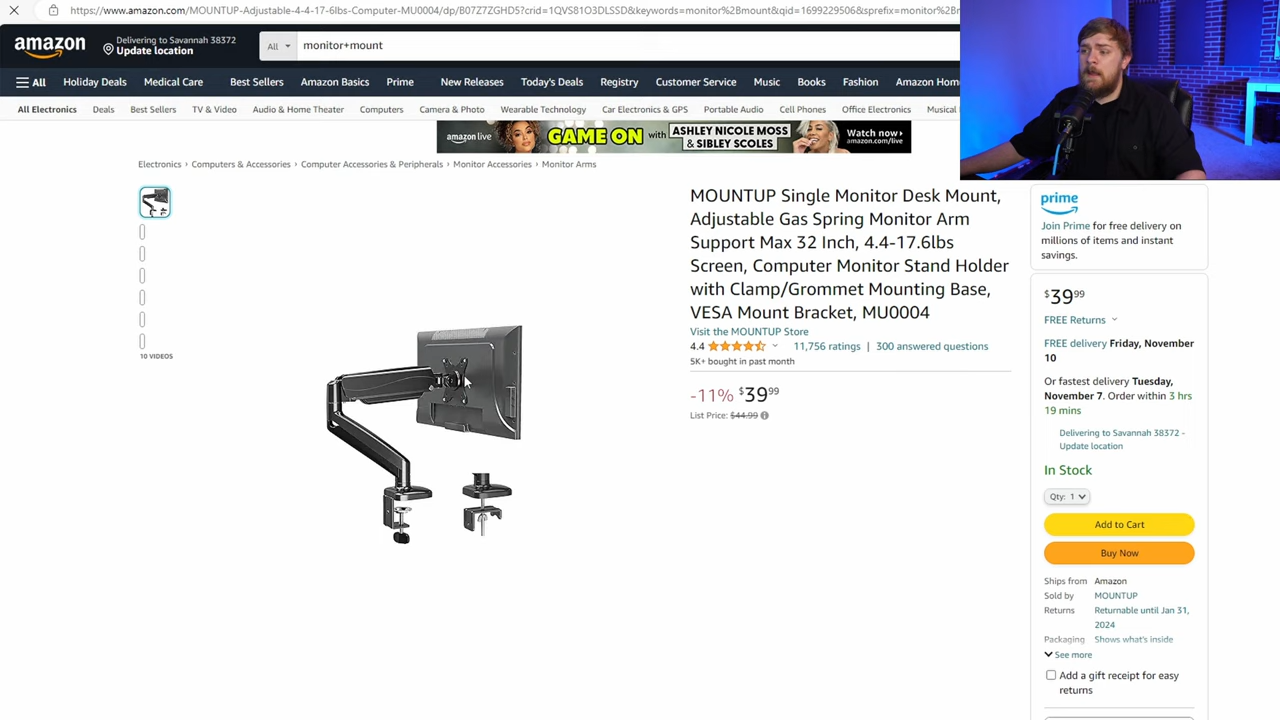 https://www.amazon.com/MOUNTUP-Adjustable-4-4-17-6lbs-Computer-MU0004/dp/B07Z7ZGHD5?crid=1QVS81O3DLSSD&keywords=monitor%2Bmount&qid=1699229506&sprefix=monitor%2Bm
amazon
Delivering to Savannah 38372
Update location
All
monitor+mount
All
Holiday Deals
Medical Care
Best Sellers
Amazon Basics
Prime
New Releases
Today's Deals
Registry
Customer Service
Music
Books
Fashion
Amazon Hom
All Electronics
Deals
Best Sellers
TV & Video
Audio & Home Theater
Computers
Camera & Photo
Wearable Technology
Car Electronics & GPS
Portable Audio
Cell Phones
Office Electronics
Musical
amazon live
GAME ON with
ASHLEY NICOLE MOSS
& SIBLEY SCOLES
Watch now
amazon.com/live
Electronics › Computers & Accessories › Computer Accessories & Peripherals › Monitor Accessories › Monitor Arms
10 VIDEOS
MOUNTUP Single Monitor Desk Mount,
Adjustable Gas Spring Monitor Arm
Support Max 32 Inch, 4.4-17.6lbs
Screen, Computer Monitor Stand Holder
with Clamp/Grommet Mounting Base,
VESA Mount Bracket, MU0004
Visit the MOUNTUP Store
4.4
11,756 ratings | 300 answered questions
5K+ bought in past month
-11% $3999
List Price: $44.99
prime
Join Prime for free delivery on
millions of items and instant
savings.
$3999
FREE Returns
FREE delivery Friday, November
10
Or fastest delivery Tuesday,
November 7. Order within 3 hrs
19 mins
Delivering to Savannah 38372 -
Update location
In Stock
Qty: 1
Add to Cart
Buy Now
Ships from Amazon
Sold by MOUNTUP
Returns Returnable until Jan 31,
2024
Packaging Shows what's inside
See more
Add a gift receipt for easy
returns